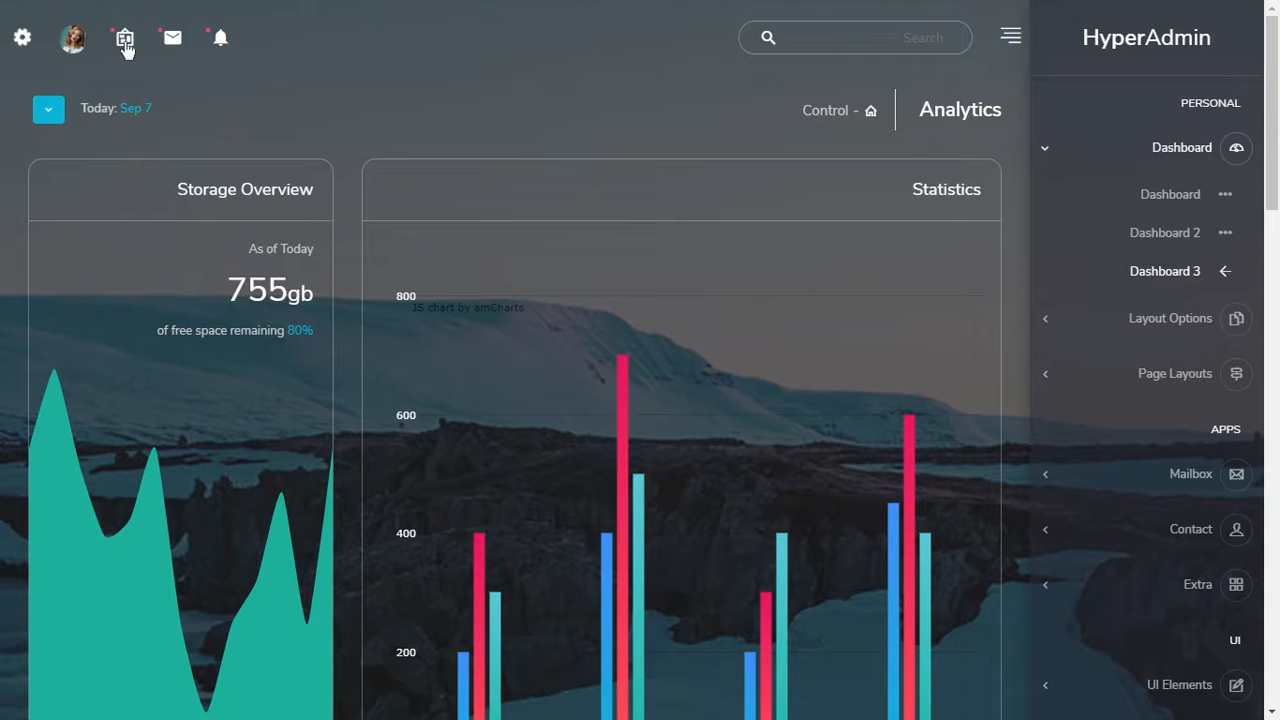 Search
HyperAdmin
Today: Sep 7
Control -
Analytics
Storage Overview
As of Today
755gb
of free space remaining 80%
Statistics
JS chart by amCharts
800
600
400
200
PERSONAL
Dashboard
Dashboard
Dashboard 2
Dashboard 3
Layout Options
Page Layouts
APPS
Mailbox
Contact
Extra
UI
UI Elements